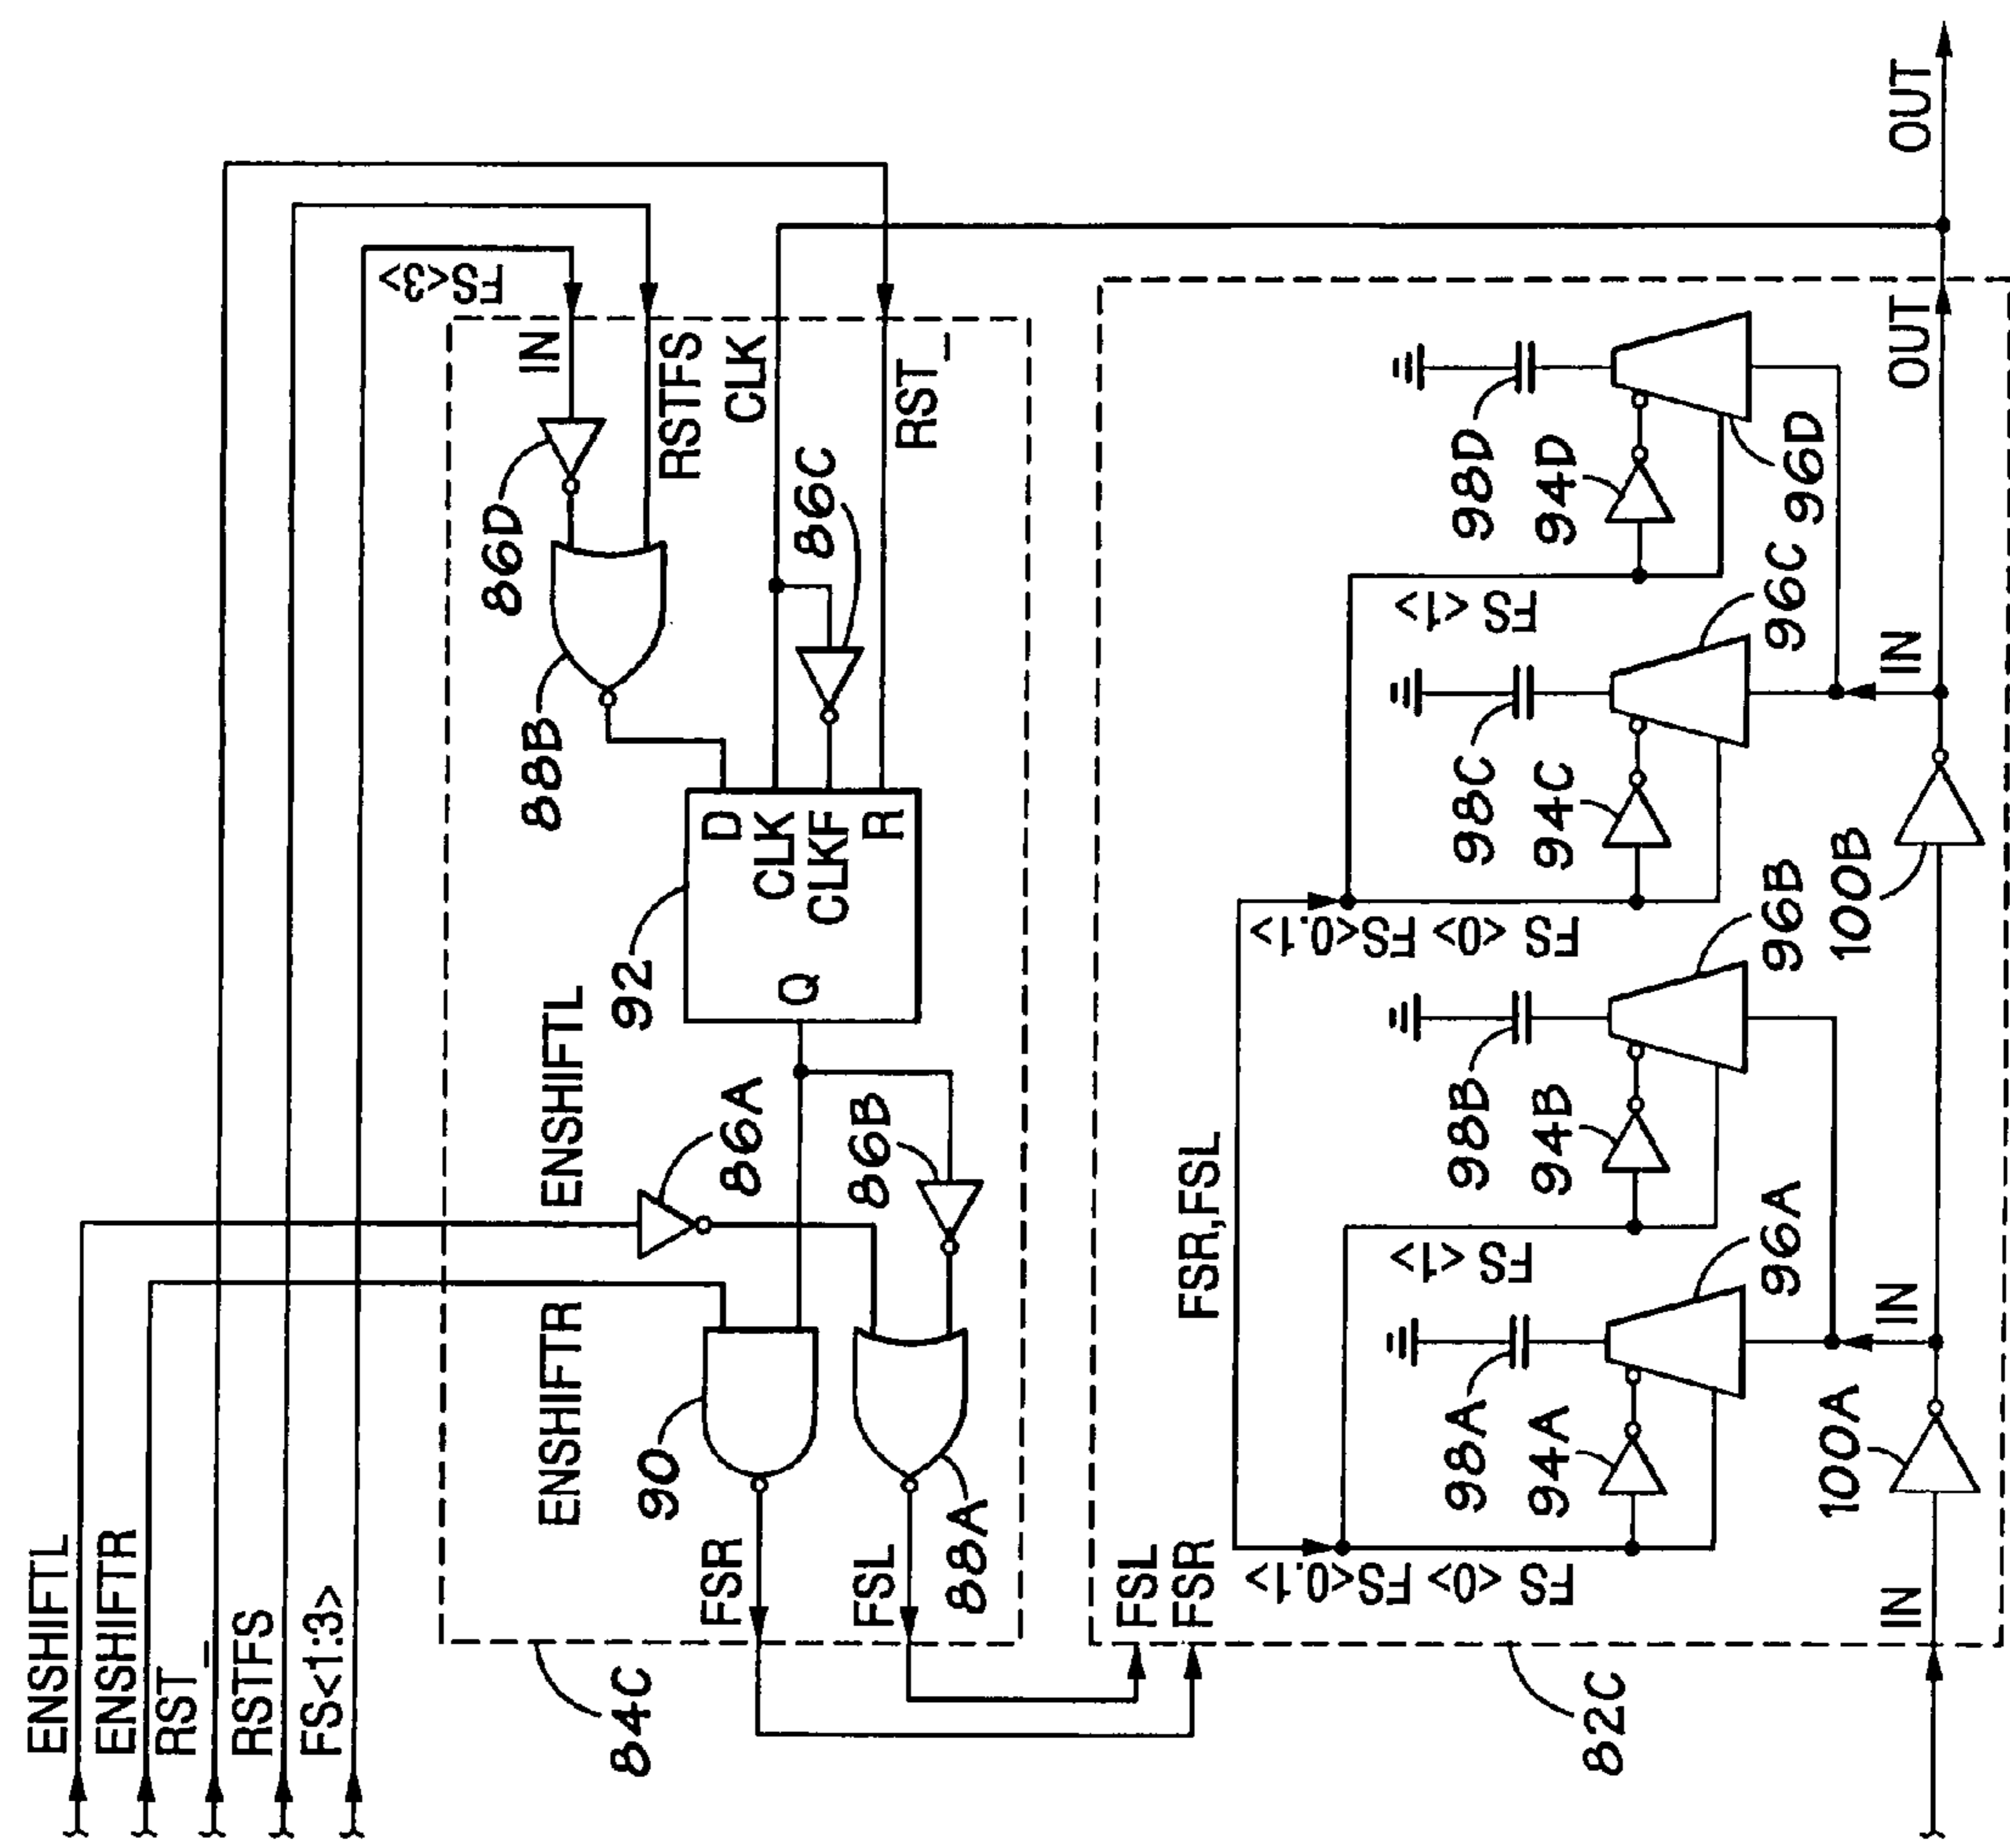 ENSHIFTL
ENSHIFTR
RST_
RSTFS
FS<1:3>
FS<3>
IN
86D
88B
RSTFS
CLK
86C
RST_
92
D
CLK
CLKF
R
Q
ENSHIFTL
86A
86B
ENSHIFTR
90
88A
FSR
FSL
84C
FSL
FSR
FSR,FSL
FS<0.1>
FS <0>
FS <1>
98A
94A
96A
98B
94B
96B
FS<0.1>
FS <0>
FS <1>
98C
94C
96C
98D
94D
96D
IN
100A
IN
100B
IN
OUT
OUT
82C